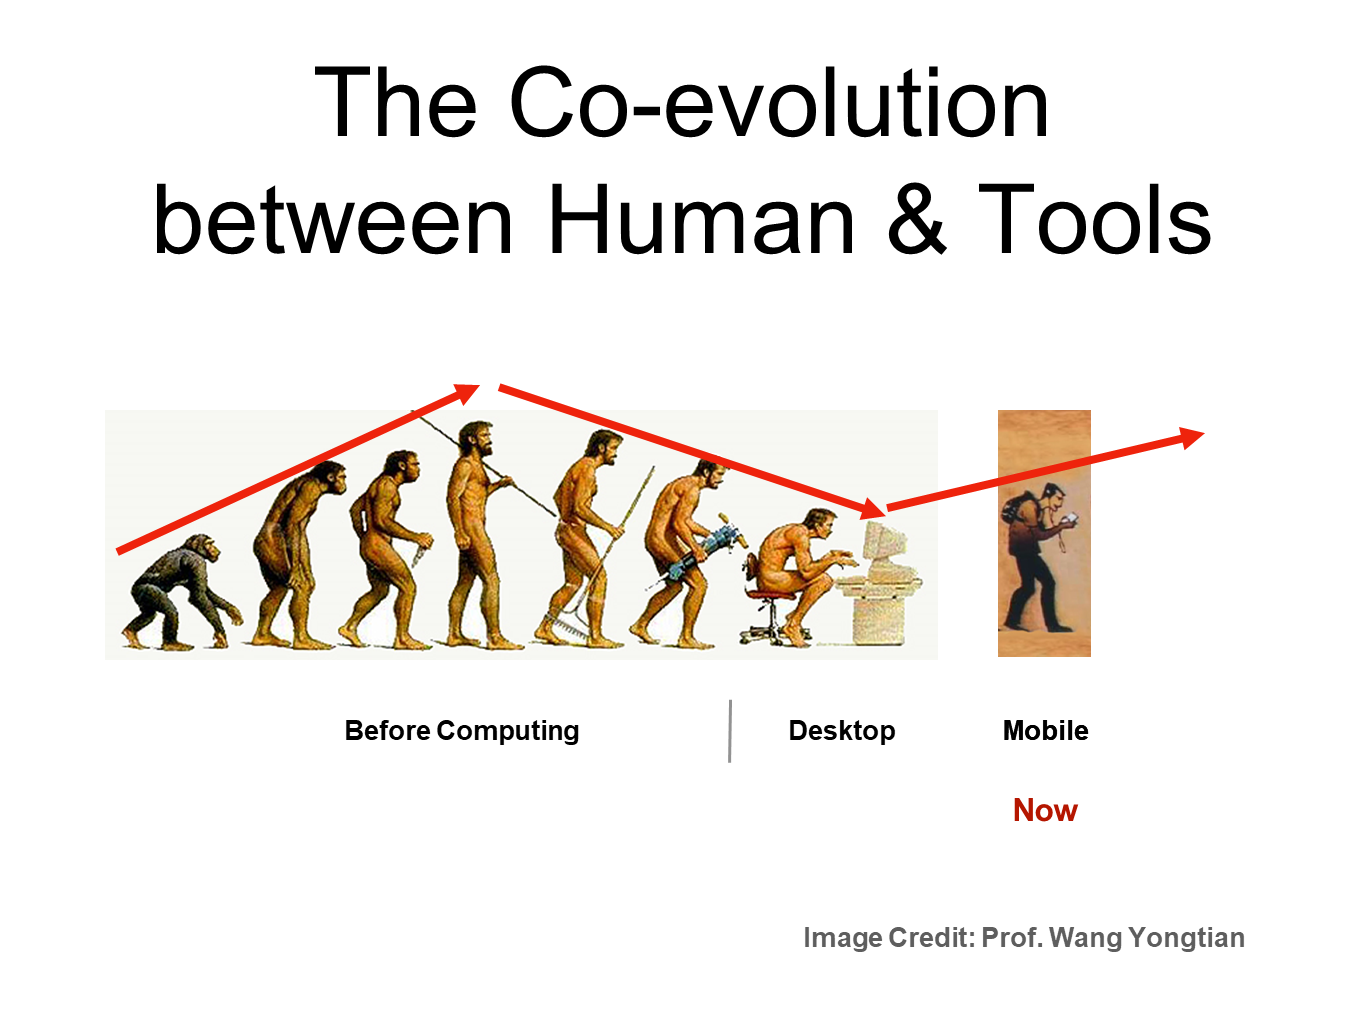 The Co-evolution
between Human & Tools
Before Computing
Desktop
Mobile
Now
Image Credit: Prof. Wang Yongtian